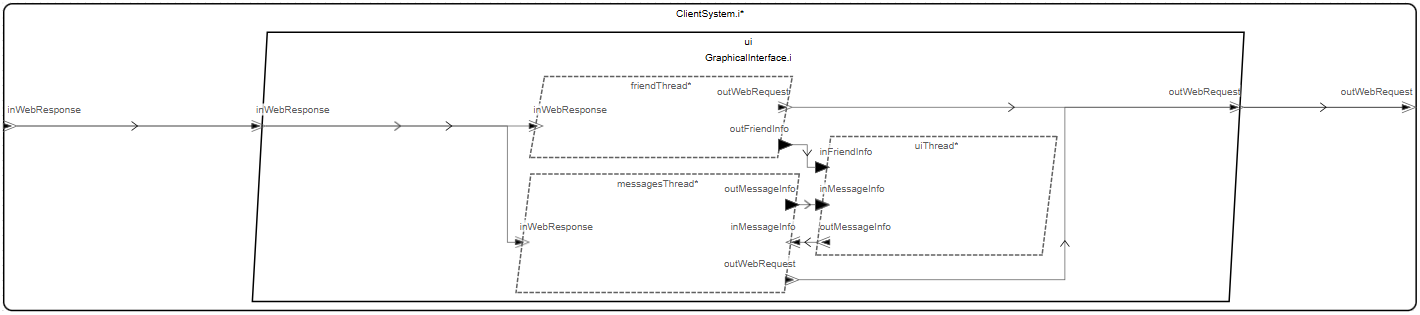 ClientSystem.i*
ui
GraphicalInterface.i
friendThread*
outWebRequest
outWebRequest
outWebRequest
inWebResponse
inWebResponse
inWebResponse
outFriendInfo
inFriendInfo
uiThread*
messagesThread*
outMessageInfo
inMessageInfo
inWebResponse
inMessageInfo
outMessageInfo
outWebRequest